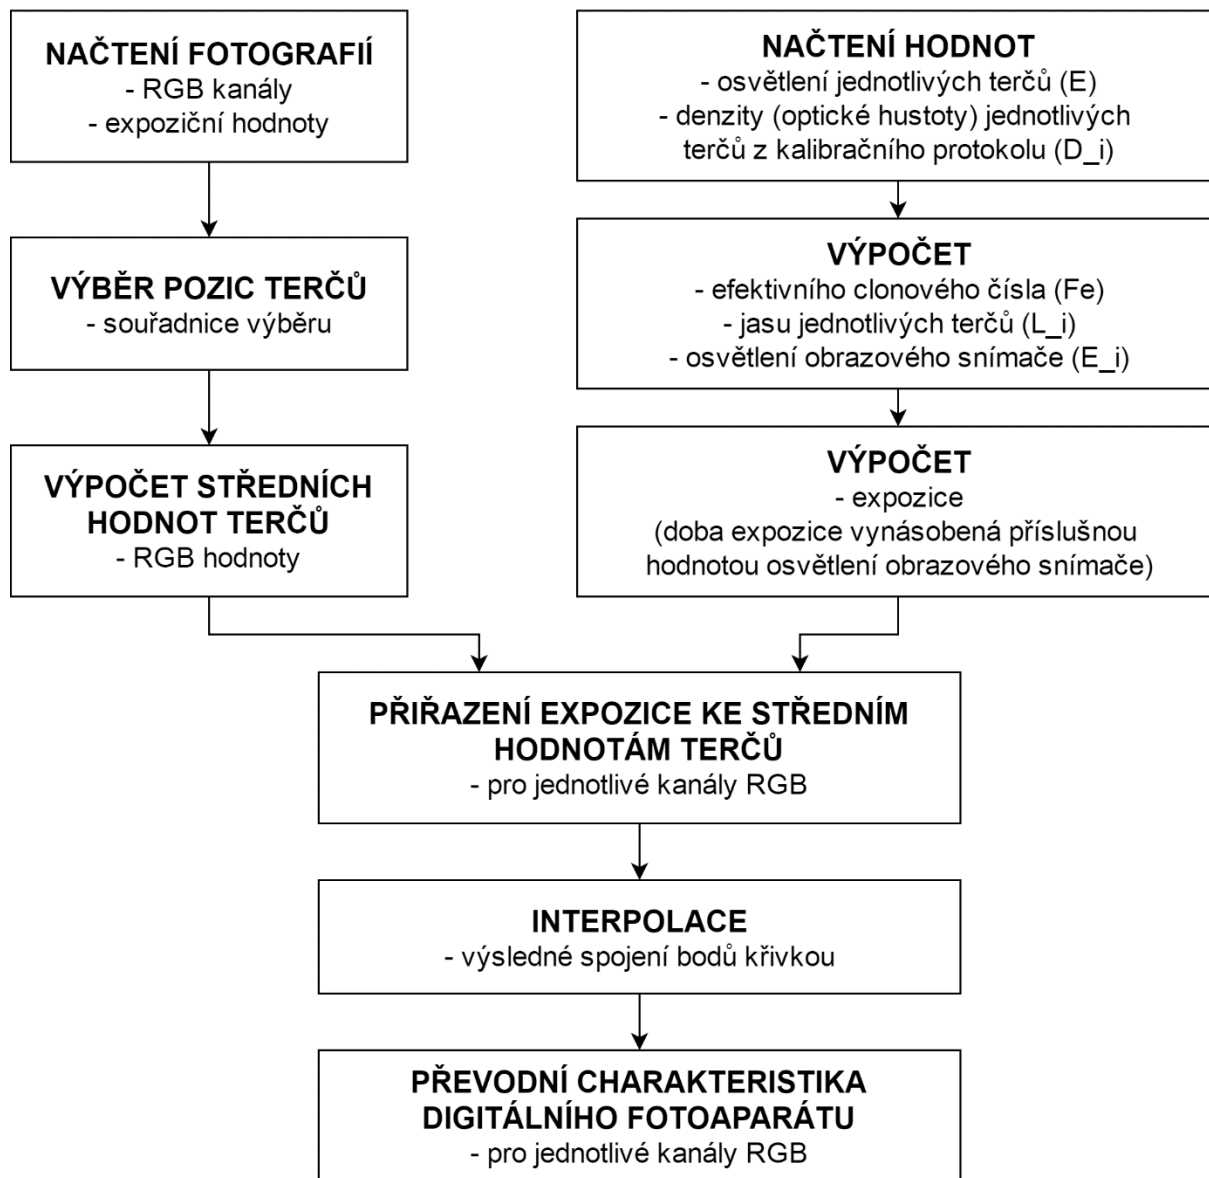 NAČTENÍ FOTOGRAFIÍ
- RGB kanály
- expoziční hodnoty
VÝBĚR POZIC TERČŮ
- souřadnice výběru
VÝPOČET STŘEDNÍCH
HODNOT TERČŮ
- RGB hodnoty
NAČTENÍ HODNOT
- osvětlení jednotlivých terčů (E)
- denzity (optické hustoty) jednotlivých
terčů z kalibračního protokolu (D_i)
VÝPOČET
- efektivního clonového čísla (Fe)
- jasu jednotlivých terčů (L_i)
- osvětlení obrazového snímače (E_i)
VÝPOČET
- expozice
(doba expozice vynásobená příslušnou
hodnotou osvětlení obrazového snímače)
PŘIŘAZENÍ EXPOZICE KE STŘEDNÍM
HODNOTÁM TERČŮ
- pro jednotlivé kanály RGB
INTERPOLACE
- výsledné spojení bodů křivkou
PŘEVODNÍ CHARAKTERISTIKA
DIGITÁLNÍHO FOTOAPARÁTU
- pro jednotlivé kanály RGB